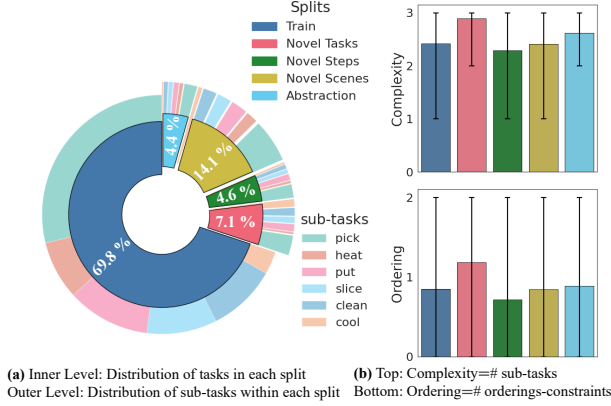 Splits
Train
Novel Tasks
Novel Steps
Novel Scenes
Abstraction
4.4 %
14.1 %
4.6 %
7.1 %
69.8 %
sub-tasks
pick
heat
put
slice
clean
cool
3
2
1
0
Complexity
2
1
0
Ordering
(a) Inner Level: Distribution of tasks in each split
Outer Level: Distribution of sub-tasks within each split
(b) Top: Complexity=# sub-tasks
Bottom: Ordering=# orderings-constraints